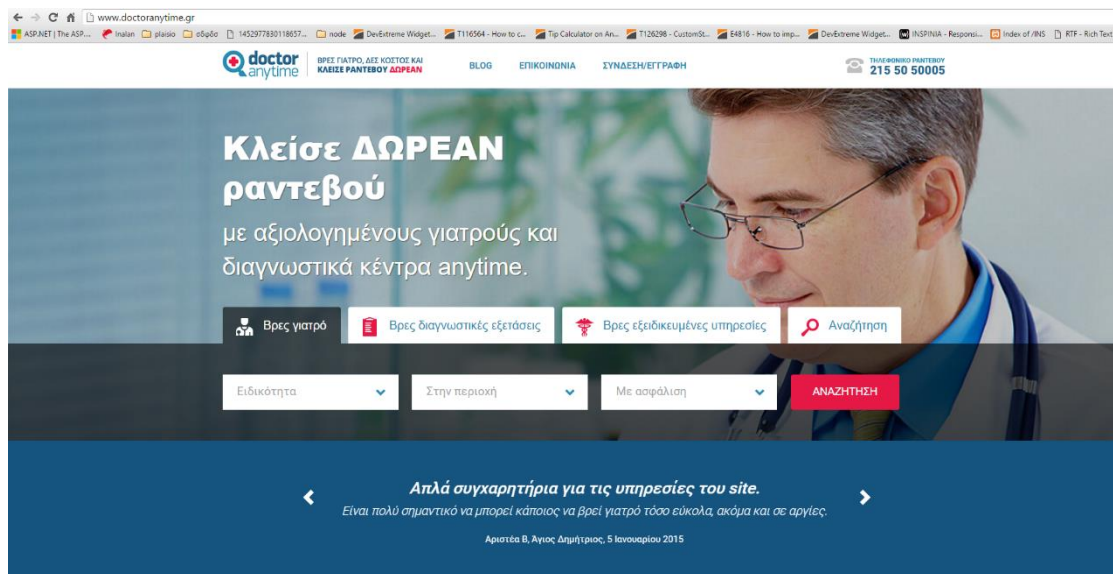 www.doctoranytime.gr
ASP.NET | The ASP.... Inalan plaisio σδφδσ 1452977830118657... node DevExtreme Widget... T116564 - How to c... Tip Calculator on An... T126298 - CustomSt... E4816 - How to imp... DevExtreme Widget... INSPINIA - Responsi... Index of /INS RTF - Rich Text
doctor anytime
ΒΡΕΣ ΓΙΑΤΡΟ, ΔΕΣ ΚΟΣΤΟΣ ΚΑΙ
ΚΛΕΙΣΕ ΡΑΝΤΕΒΟΥ ΔΩΡΕΑΝ
BLOG ΕΠΙΚΟΙΝΩΝΙΑ ΣΥΝΔΕΣΗ/ΕΓΓΡΑΦΗ
ΤΗΛΕΦΩΝΙΚΟ ΡΑΝΤΕΒΟΥ
215 50 50005
Κλείσε ΔΩΡΕΑΝ
ραντεβού
με αξιολογημένους γιατρούς και
διαγνωστικά κέντρα anytime.
Βρες γιατρό Βρες διαγνωστικές εξετάσεις Βρες εξειδικευμένες υπηρεσίες Αναζήτηση
Ειδικότητα Στην περιοχή Με ασφάλιση ΑΝΑΖΗΤΗΣΗ
Απλά συγχαρητήρια για τις υπηρεσίες του site.
Είναι πολύ σημαντικό να μπορεί κάποιος να βρεί γιατρό τόσο εύκολα, ακόμα και σε αργίες.
Αριστέα Β, Άγιος Δημήτριος, 5 Ιανουαρίου 2015